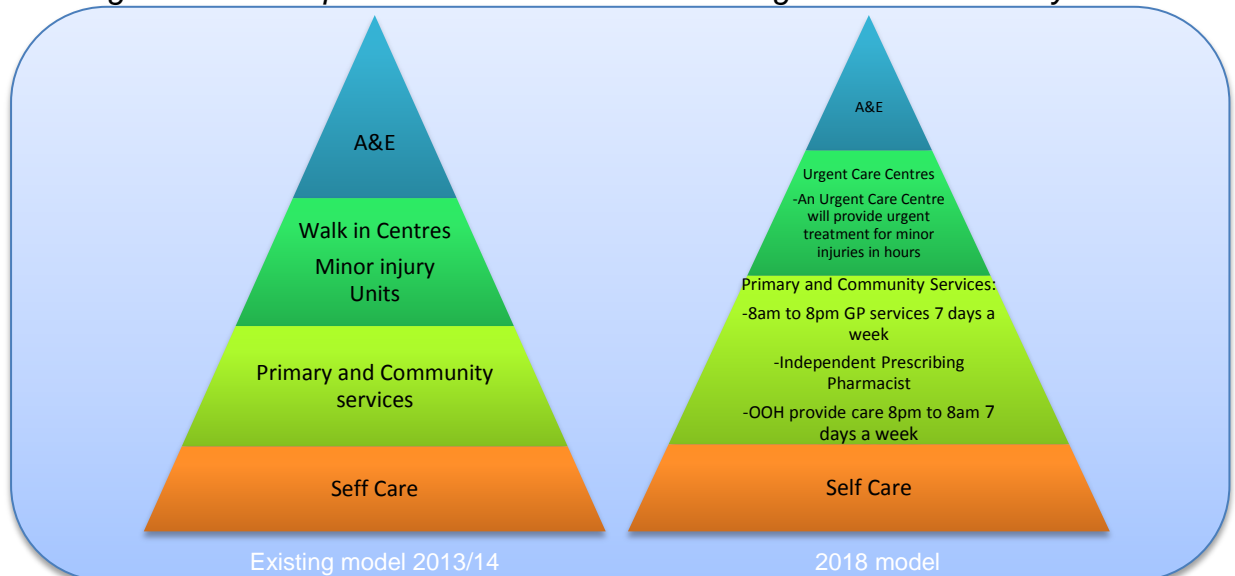 A&E
Walk in Centres
Minor injury
Units
Primary and Community
services
Seff Care
Existing model 2013/14
A&E
Urgent Care Centres
-An Urgent Care Centre
will provide urgent
treatment for minor
injuries in hours
Primary and Community Services:
-8am to 8pm GP services 7 days a
week
-Independent Prescribing
Pharmacist
-OOH provide care 8pm to 8am 7
days a week
Self Care
2018 model